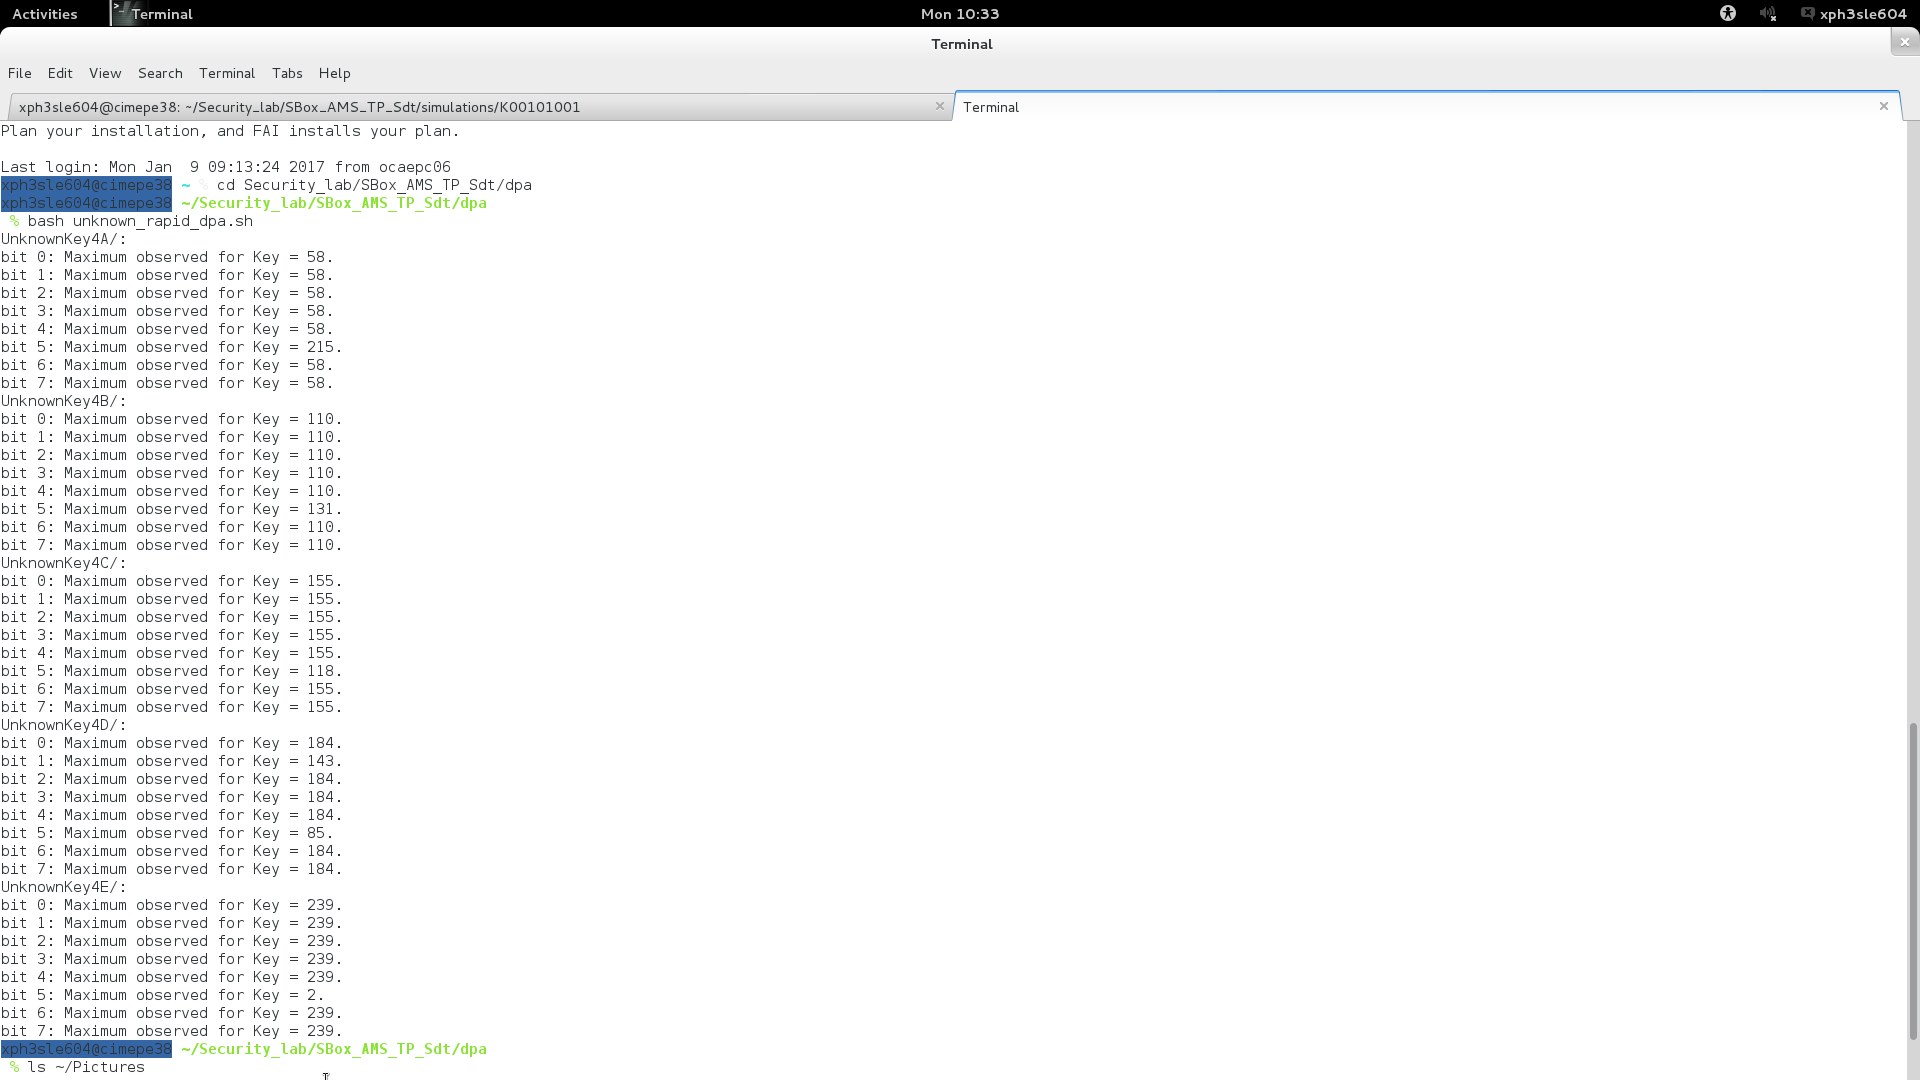 Activities Terminal Mon 10:33 xph3sle604
Terminal
File Edit View Search Terminal Tabs Help
xph3sle604@cimepe38: ~/Security_lab/SBox_AMS_TP_Sdt/simulations/K00101001 × Terminal ×
Plan your installation, and FAI installs your plan.
Last login: Mon Jan  9 09:13:24 2017 from ocaepc06
xph3sle604@cimepe38 ~ % cd Security_lab/SBox_AMS_TP_Sdt/dpa
xph3sle604@cimepe38 ~/Security_lab/SBox_AMS_TP_Sdt/dpa
% bash unknown_rapid_dpa.sh
UnknownKey4A/:
bit 0: Maximum observed for Key = 58.
bit 1: Maximum observed for Key = 58.
bit 2: Maximum observed for Key = 58.
bit 3: Maximum observed for Key = 58.
bit 4: Maximum observed for Key = 58.
bit 5: Maximum observed for Key = 215.
bit 6: Maximum observed for Key = 58.
bit 7: Maximum observed for Key = 58.
UnknownKey4B/:
bit 0: Maximum observed for Key = 110.
bit 1: Maximum observed for Key = 110.
bit 2: Maximum observed for Key = 110.
bit 3: Maximum observed for Key = 110.
bit 4: Maximum observed for Key = 110.
bit 5: Maximum observed for Key = 131.
bit 6: Maximum observed for Key = 110.
bit 7: Maximum observed for Key = 110.
UnknownKey4C/:
bit 0: Maximum observed for Key = 155.
bit 1: Maximum observed for Key = 155.
bit 2: Maximum observed for Key = 155.
bit 3: Maximum observed for Key = 155.
bit 4: Maximum observed for Key = 155.
bit 5: Maximum observed for Key = 118.
bit 6: Maximum observed for Key = 155.
bit 7: Maximum observed for Key = 155.
UnknownKey4D/:
bit 0: Maximum observed for Key = 184.
bit 1: Maximum observed for Key = 143.
bit 2: Maximum observed for Key = 184.
bit 3: Maximum observed for Key = 184.
bit 4: Maximum observed for Key = 184.
bit 5: Maximum observed for Key = 85.
bit 6: Maximum observed for Key = 184.
bit 7: Maximum observed for Key = 184.
UnknownKey4E/:
bit 0: Maximum observed for Key = 239.
bit 1: Maximum observed for Key = 239.
bit 2: Maximum observed for Key = 239.
bit 3: Maximum observed for Key = 239.
bit 4: Maximum observed for Key = 239.
bit 5: Maximum observed for Key = 2.
bit 6: Maximum observed for Key = 239.
bit 7: Maximum observed for Key = 239.
xph3sle604@cimepe38 ~/Security_lab/SBox_AMS_TP_Sdt/dpa
% ls ~/Pictures